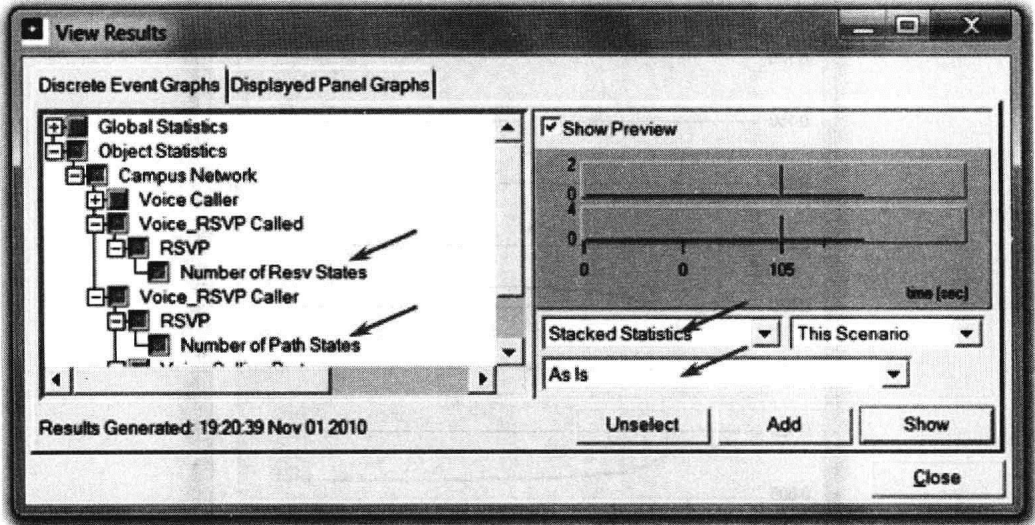 View Results
Discrete Event Graphs
Displayed Panel Graphs
Global Statistics
Object Statistics
Campus Network
Voice Caller
Voice_RSVP Called
RSVP
Number of Resv States
Voice_RSVP Caller
RSVP
Number of Path States
Show Preview
2
0
4
0
0 0 105
time [sec]
Stacked Statistics
This Scenario
As Is
Results Generated: 19:20:39 Nov 01 2010
Unselect
Add
Show
Close